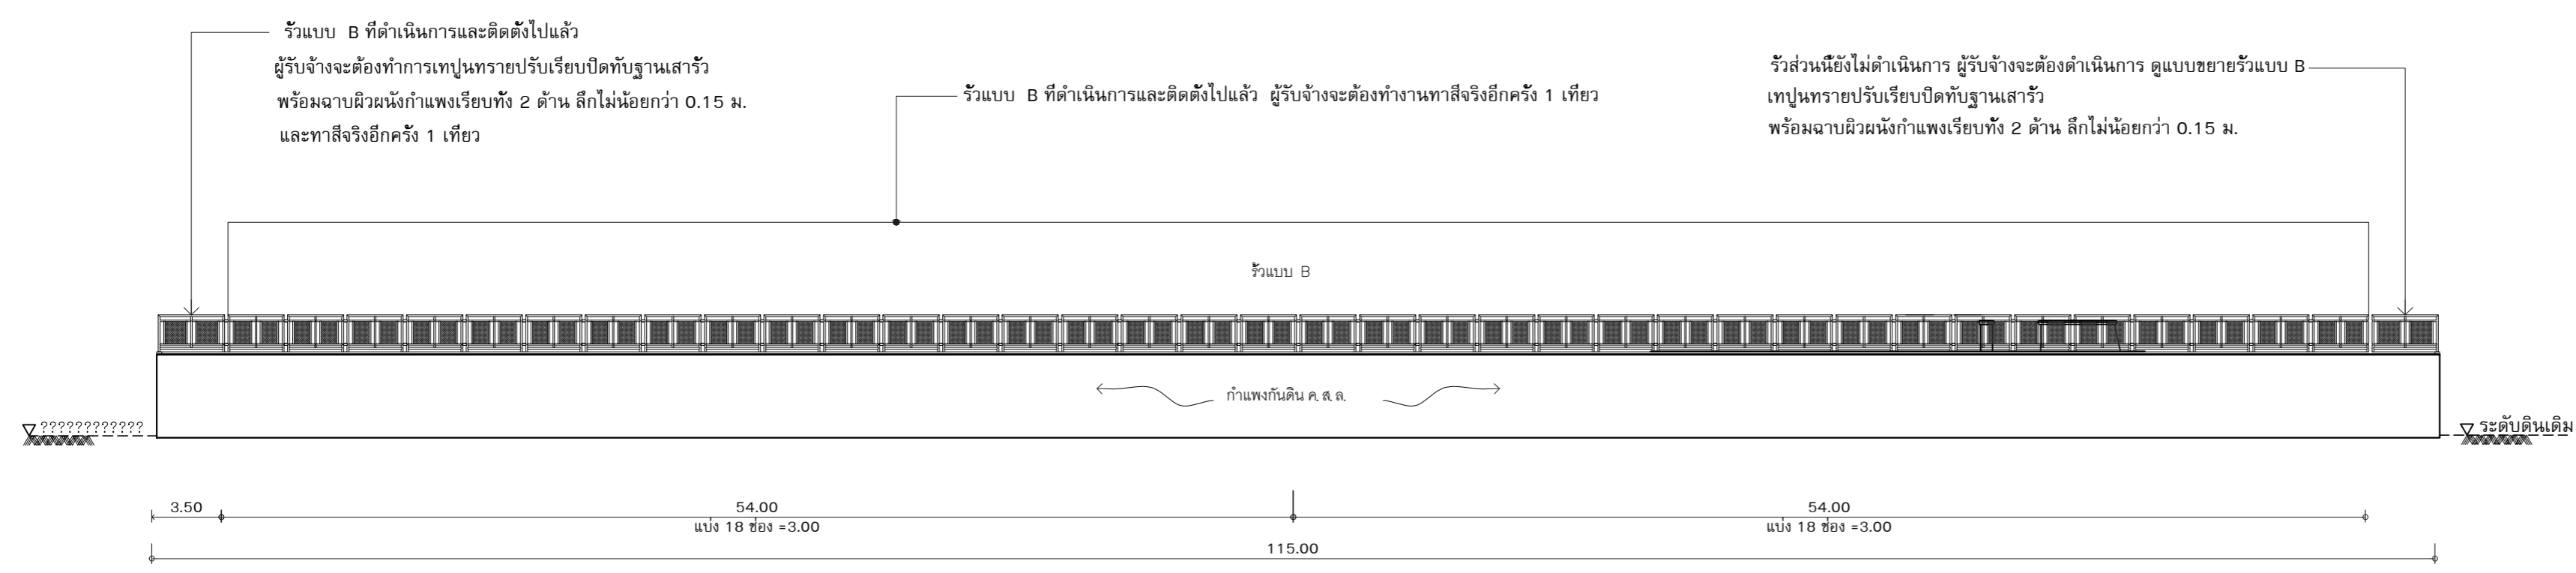 รั้วแบบ B ที่ดำเนินการและติดตั้งไปแล้ว
ผู้รับจ้างจะต้องทำการเทปูนทรายปรับเรียบปิดทับฐานเสารั้ว
พร้อมฉาบผิวผนังกำแพงเรียบทั้ง 2 ด้าน ลึกไม่น้อยกว่า 0.15 ม.
และทาสีจริงอีกครั้ง 1 เที่ยว
รั้วแบบ B ที่ดำเนินการและติดตั้งไปแล้ว ผู้รับจ้างจะต้องทำงานทาสีจริงอีกครั้ง 1 เที่ยว
รั้วส่วนนี้ยังไม่ดำเนินการ ผู้รับจ้างจะต้องดำเนินการ ดูแบบขยายรั้วแบบ B
เทปูนทรายปรับเรียบปิดทับฐานเสารั้ว
พร้อมฉาบผิวผนังกำแพงเรียบทั้ง 2 ด้าน ลึกไม่น้อยกว่า 0.15 ม.
รั้วแบบ B
กำแพงกันดิน ค.ส.ล.
????????????
ระดับดินเดิม
3.50
54.00
แบ่ง 18 ช่อง =3.00
54.00
แบ่ง 18 ช่อง =3.00
115.00